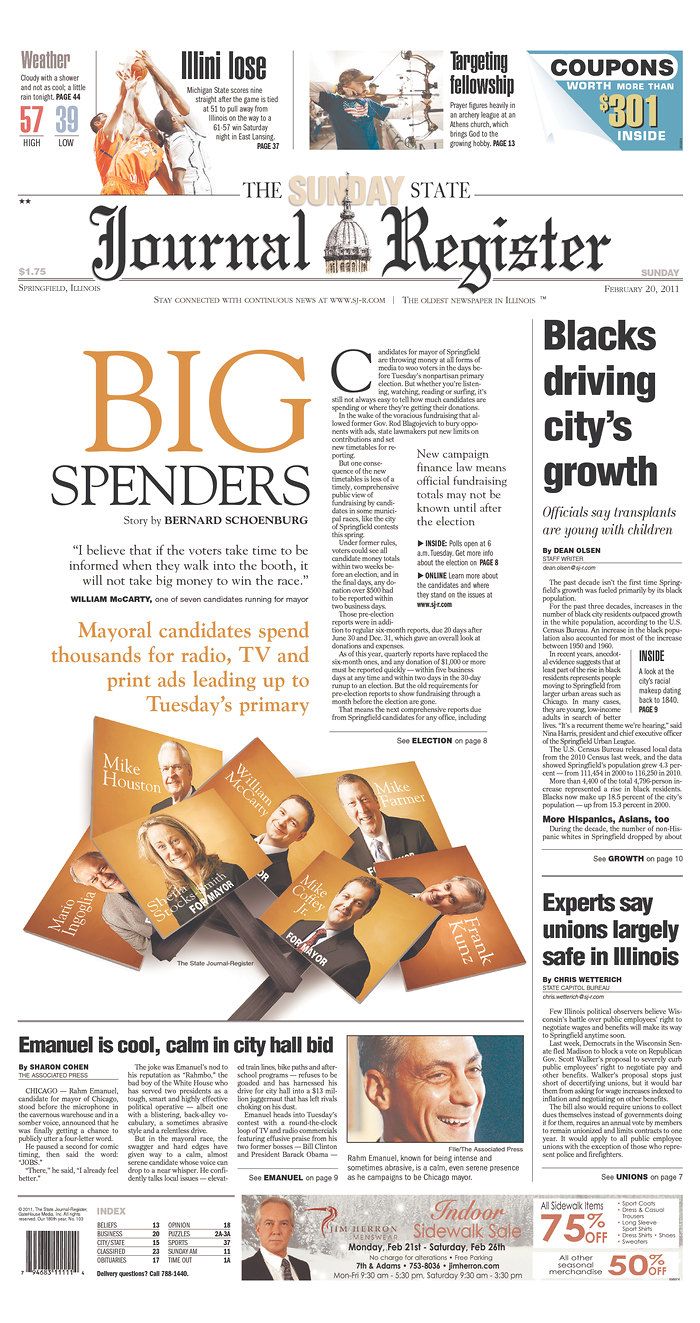 Weather
Cloudy with a shower
and not as cool; a little
rain tonight. PAGE 44
57 39
HIGH LOW
Illini lose
Michigan State scores nine
straight after the game is tied
at 51 to pull away from
Illinois on the way to a
61-57 win Saturday
night in East Lansing.
PAGE 37
Targeting
fellowship
Prayer figures heavily in
an archery league at an
Athens church, which
brings God to the
growing hobby. PAGE 13
COUPONS
WORTH MORE THAN
$301
INSIDE
THE SUNDAY STATE
★★
Journal Register
$1.75
SUNDAY
SPRINGFIELD, ILLINOIS
FEBRUARY 20, 2011
STAY CONNECTED WITH CONTINUOUS NEWS AT WWW.SJ-R.COM | THE OLDEST NEWSPAPER IN ILLINOIS ™
BIG
SPENDERS
Story by BERNARD SCHOENBURG
“I believe that if the voters take time to be
informed when they walk into the booth, it
will not take big money to win the race.”
WILLIAM McCARTY, one of seven candidates running for mayor
Mayoral candidates spend
thousands for radio, TV and
print ads leading up to
Tuesday’s primary
Candidates for mayor of Springfield
are throwing money at all forms of
media to woo voters in the days be-
fore Tuesday’s nonpartisan primary
election. But whether you’re listen-
ing, watching, reading or surfing, it’s
still not always easy to tell how much candidates are
spending or where they’re getting their donations.
In the wake of the voracious fundraising that al-
lowed former Gov. Rod Blagojevich to bury oppo-
nents with ads, state lawmakers put new limits on
contributions and set
new timetables for re-
porting.
But one conse-
quence of the new
timetables is less of a
timely, comprehensive
public view of
fundraising by candi-
dates in some munici-
pal races, like the city
of Springfield contests
this spring.
Under former rules,
voters could see all
candidate money totals
within two weeks be-
fore an election, and in
the final days, any do-
nation over $500 had
to be reported within
two business days.
Those pre-election
reports were in addi-
tion to regular six-month reports, due 20 days after
June 30 and Dec. 31, which gave an overall look at
donations and expenses.
As of this year, quarterly reports have replaced the
six-month ones, and any donation of $1,000 or more
must be reported quickly — within five business
days at any time and within two days in the 30-day
runup to an election. But the old requirements for
pre-election reports to show fundraising through a
month before the election are gone.
That means the next comprehensive reports due
from Springfield candidates for any office, including
See ELECTION on page 8
New campaign
finance law means
official fundraising
totals may not be
known until after
the election
▶ INSIDE: Polls open at 6
a.m. Tuesday. Get more info
about the election on PAGE 8
▶ ONLINE Learn more about
the candidates and where
they stand on the issues at
www.sj-r.com
Mike
Houston
William
McCarty
Mike
Farmer
Mario
Ingoglia
Sheila
Stocks-Smith
FOR MAYOR
Mike
Coffey
Jr.
FOR MAYOR
Frank
Kunz
The State Journal-Register
Blacks
driving
city’s
growth
Officials say transplants
are young with children
By DEAN OLSEN
STAFF WRITER
dean.olsen@sj-r.com
The past decade isn’t the first time Spring-
field’s growth was fueled primarily by its black
population.
For the past three decades, increases in the
number of black city residents outpaced growth
in the white population, according to the U.S.
Census Bureau. An increase in the black popu-
lation also accounted for most of the increase
between 1950 and 1960.
In recent years, anecdot-
al evidence suggests that at
least part of the rise in black
residents represents people
moving to Springfield from
larger urban areas such as
Chicago. In many cases,
they are young, low-income
adults in search of better
lives. “It’s a recurrent theme we’re hearing,” said
Nina Harris, president and chief executive officer
of the Springfield Urban League.
The U.S. Census Bureau released local data
from the 2010 Census last week, and the data
showed Springfield’s population grew 4.3 per-
cent — from 111,454 in 2000 to 116,250 in 2010.
More than 4,400 of the total 4,796-person in-
crease represented a rise in black residents.
Blacks now make up 18.5 percent of the city’s
population — up from 15.3 percent in 2000.
More Hispanics, Asians, too
During the decade, the number of non-His-
panic whites in Springfield dropped by about
See GROWTH on page 10
INSIDE
A look at the
city’s racial
makeup dating
back to 1840.
PAGE 9
Experts say
unions largely
safe in Illinois
By CHRIS WETTERICH
STATE CAPITOL BUREAU
chris.wetterich@sj-r.com
Few Illinois political observers believe Wis-
consin’s battle over public employees’ right to
negotiate wages and benefits will make its way
to Springfield anytime soon.
Last week, Democrats in the Wisconsin Sen-
ate fled Madison to block a vote on Republican
Gov. Scott Walker’s proposal to severely curb
public employees’ right to negotiate pay and
other benefits. Walker’s proposal stops just
short of decertifying unions, but it would bar
them from asking for wage increases indexed to
inflation and negotiating on other benefits.
The bill also would require unions to collect
dues themselves instead of governments doing
it for them, requires an annual vote by members
to remain unionized and limits contracts to one
year. It would apply to all public employee
unions with the exception of those who repre-
sent police and firefighters.
See UNIONS on page 7
Emanuel is cool, calm in city hall bid
By SHARON COHEN
THE ASSOCIATED PRESS
CHICAGO — Rahm Emanuel,
candidate for mayor of Chicago,
stood before the microphone in
the cavernous warehouse and in a
somber voice, announced that he
was finally getting a chance to
publicly utter a four-letter word.
He paused a second for comic
timing, then said the word:
“JOBS.”
“There,” he said, “I already feel
better.”
The joke was Emanuel’s nod to
his reputation as “Rahmbo,” the
bad boy of the White House who
has served two presidents as a
tough, smart and highly effective
political operative — albeit one
with a blistering, back-alley vo-
cabulary, a sometimes abrasive
style and a relentless drive.
But in the mayoral race, the
swagger and hard edges have
given way to a calm, almost
serene candidate whose voice can
drop to a near whisper. He confi-
dently talks local issues — elevat-
ed train lines, bike paths and after-
school programs — refuses to be
goaded and has harnessed his
drive for city hall into a $13 mil-
lion juggernaut that has left rivals
choking on his dust.
Emanuel heads into Tuesday’s
contest with a round-the-clock
loop of TV and radio commercials
featuring effusive praise from his
two former bosses — Bill Clinton
and President Barack Obama —
See EMANUEL on page 9
File/The Associated Press
Rahm Emanuel, known for being intense and
sometimes abrasive, is a calm, even serene presence
as he campaigns to be Chicago mayor.
© 2011, The State Journal-Register,
GateHouse Media, Inc. All rights
reserved. Our 180th year, No. 103
7 94683 11111 4
INDEX
BELIEFS 13 OPINION 18
BUSINESS 20 PUZZLES 2A-3A
CITY/STATE 15 SPORTS 37
CLASSIFIED 23 SUNDAY AM 11
OBITUARIES 17 TIME OUT 1A
Delivery questions? Call 788-1440.
JIM HERRON
MENSWEAR
Indoor
Sidewalk Sale
Monday, Feb 21st - Saturday, Feb 26th
No charge for alterations • Free Parking
7th & Adams • 753-8036 • jimherron.com
Mon-Fri 9:30 am - 5:30 pm, Saturday 9:30 am - 3:30 pm
All Sidewalk Items
75% OFF
• Sport Coats
• Dress & Casual
Trousers
• Long Sleeve
Sport Shirts
• Dress Shirts • Shoes
• Sweaters
All other
seasonal
merchandise
50% OFF